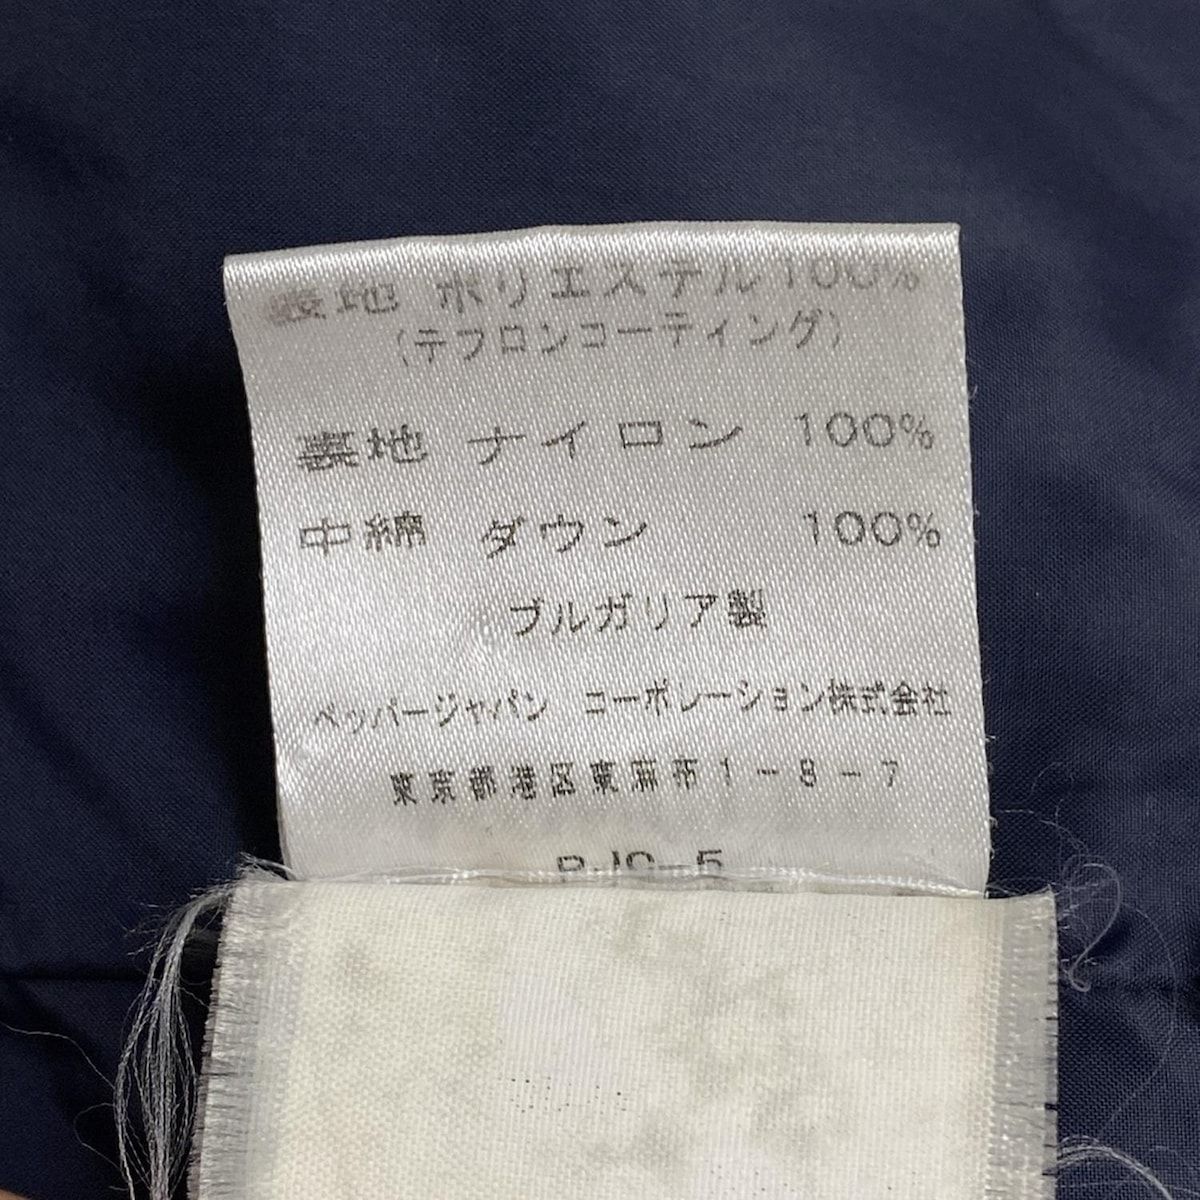 表地 ポリエステル100%
(テフロンコーティング)
裏地 ナイロン 100%
中綿 ダウン 100%
ブルガリア製
ペッパージャパン コーポレーション株式会社
東京都港区東麻布1-8-7